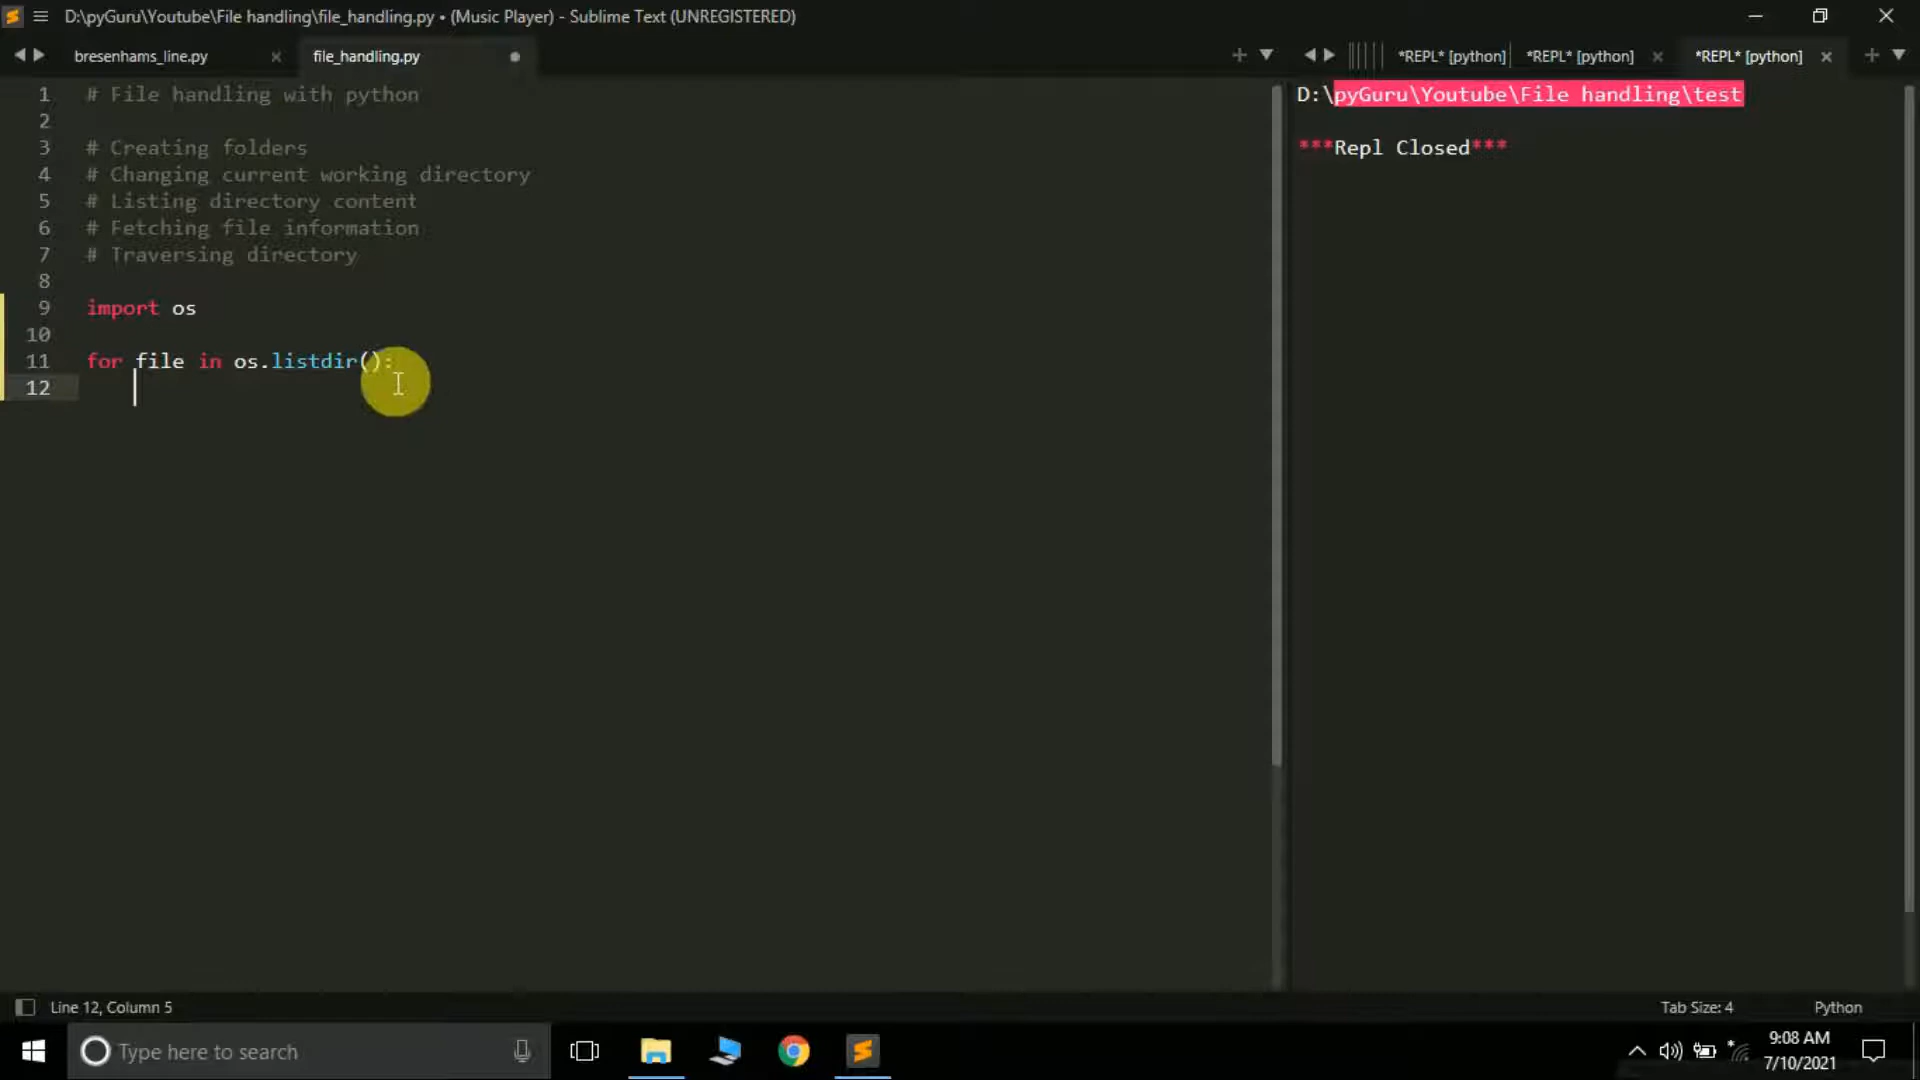 D:\pyGuru\Youtube\File handling\file_handling.py • (Music Player) - Sublime Text (UNREGISTERED)
bresenhams_line.py
file_handling.py
*REPL* [python]
*REPL* [python]
*REPL* [python]
1 # File handling with python
2
3 # Creating folders
4 # Changing current working directory
5 # Listing directory content
6 # Fetching file information
7 # Traversing directory
8
9 import os
10
11 for file in os.listdir():
12
D:\pyGuru\Youtube\File handling\test
***Repl Closed***
Line 12, Column 5
Tab Size: 4
Python
Type here to search
9:08 AM
7/10/2021